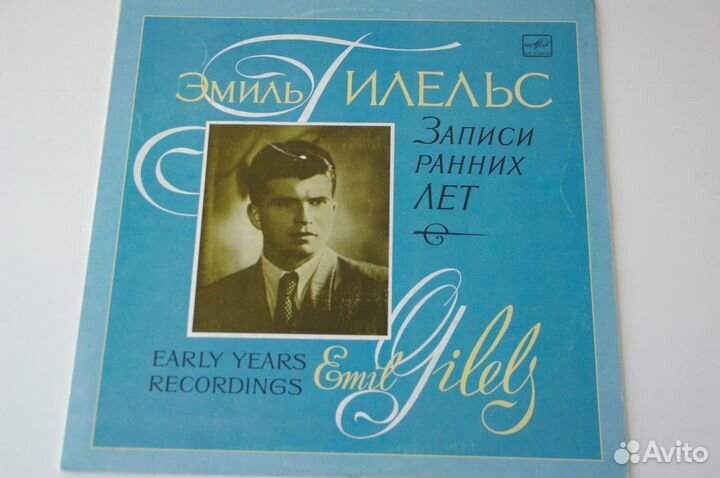 Эмиль Гилельс
Записи
ранних
лет
EARLY YEARS
RECORDINGS
Emil Gilels
Avito